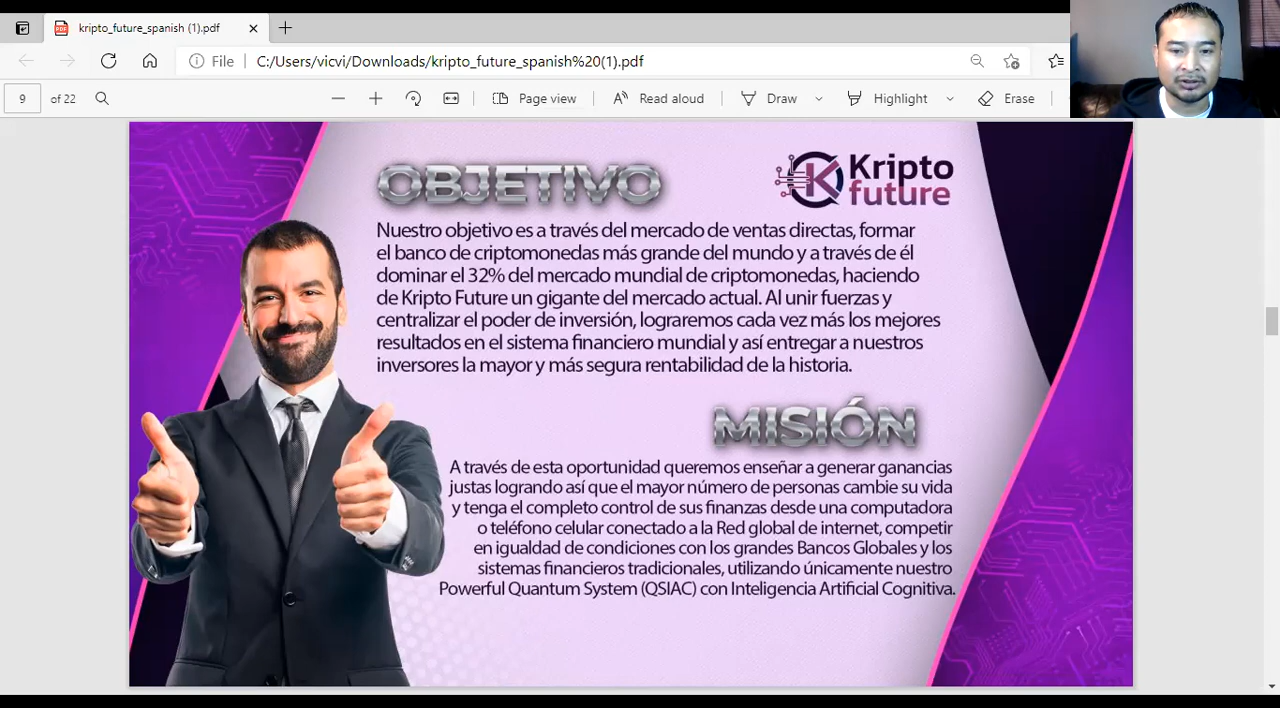 kripto_future_spanish (1).pdf
File
C:/Users/vicvi/Downloads/kripto_future_spanish%20(1).pdf
9
of 22
Page view
Read aloud
Draw
Highlight
Erase
OBJETIVO
Kripto
future
Nuestro objetivo es a través del mercado de ventas directas, formar
el banco de criptomonedas más grande del mundo y a través de él
dominar el 32% del mercado mundial de criptomonedas, haciendo
de Kripto Future un gigante del mercado actual. Al unir fuerzas y
centralizar el poder de inversión, lograremos cada vez más los mejores
resultados en el sistema financiero mundial y así entregar a nuestros
inversores la mayor y más segura rentabilidad de la historia.
MISIÓN
A través de esta oportunidad queremos enseñar a generar ganancias
justas logrando así que el mayor número de personas cambie su vida
y tenga el completo control de sus finanzas desde una computadora
o teléfono celular conectado a la Red global de internet, competir
en igualdad de condiciones con los grandes Bancos Globales y los
sistemas financieros tradicionales, utilizando únicamente nuestro
Powerful Quantum System (QSIAC) con Inteligencia Artificial Cognitiva.